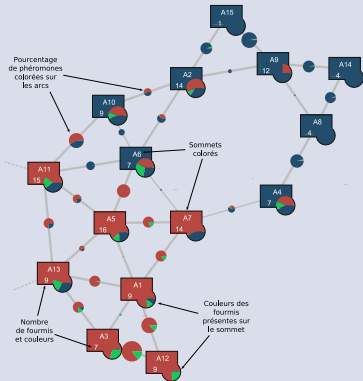 A15
1
Pourcentage de
phéromones
colorées sur
les arcs
A9
12
A14
4
A2
14
A10
9
A8
4
Sommets
colorés
A6
7
A11
15
A4
7
A5
16
A7
14
A13
9
A1
9
Couleurs des
fourmis
présentes sur
le sommet
Nombre
de fourmis
et couleurs
A3
7
A12
9